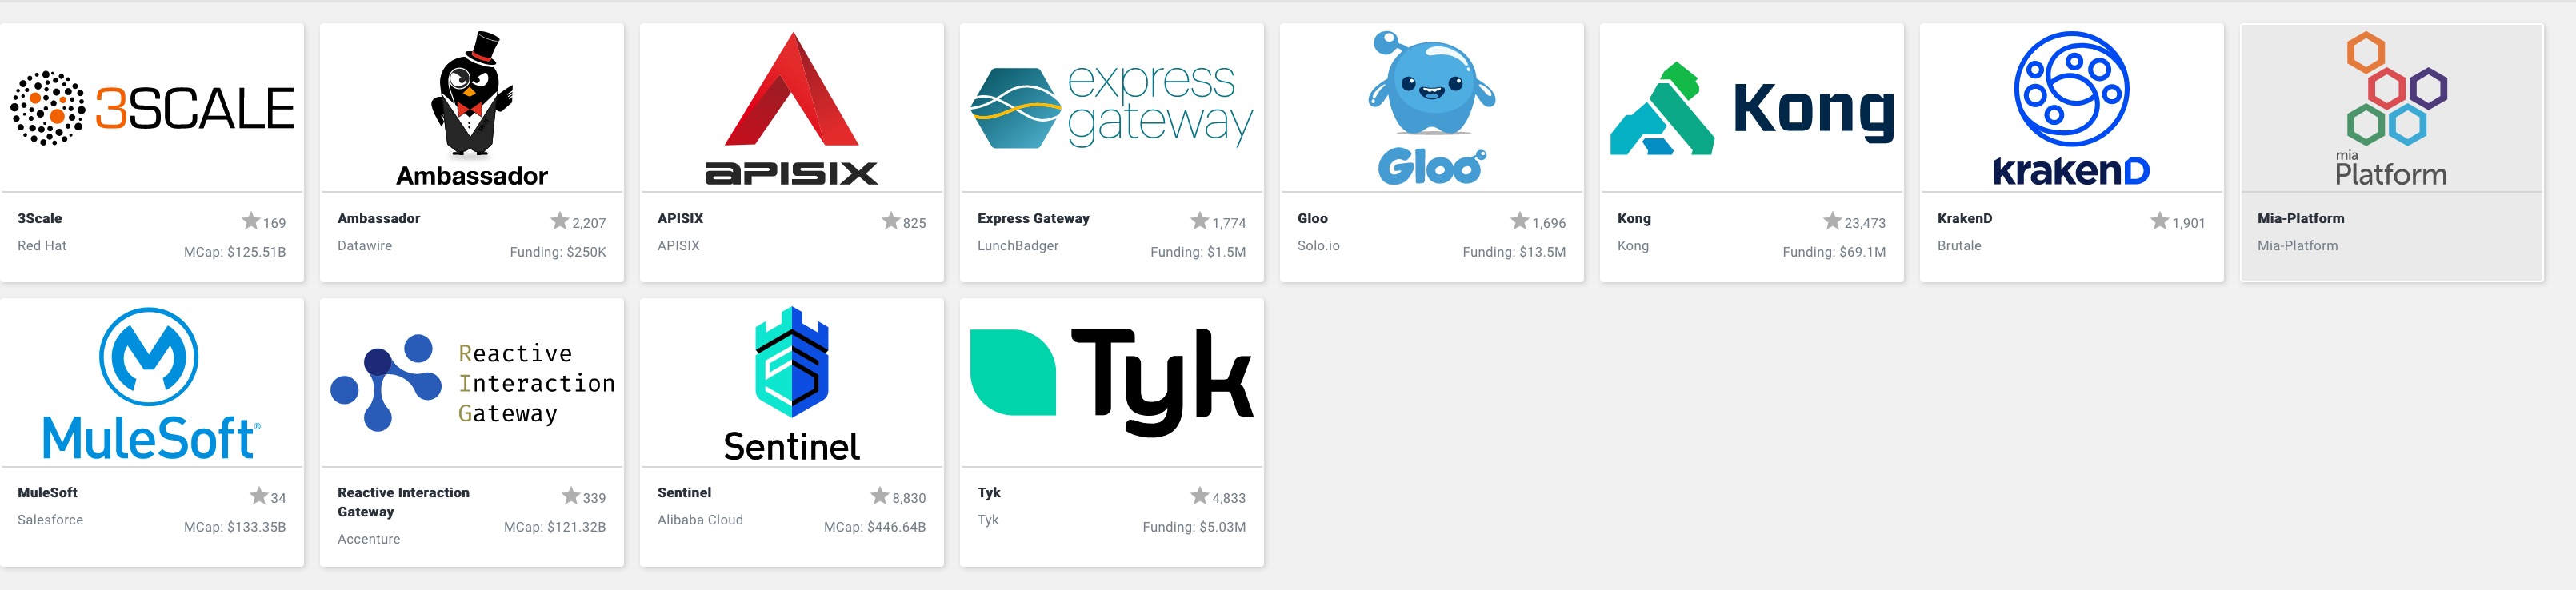 3SCALE
3Scale
169
Red Hat
MCap: $125.51B
Ambassador
Ambassador
2,207
Datawire
Funding: $250K
APISIX
APISIX
825
APISIX
express
gateway
Express Gateway
1,774
LunchBadger
Funding: $1.5M
Gloo
Gloo
1,696
Solo.io
Funding: $13.5M
Kong
Kong
23,473
Kong
Funding: $69.1M
krakenD
KrakenD
1,901
Brutale
mia
Platform
Mia-Platform
Mia-Platform
MuleSoft®
MuleSoft
34
Salesforce
MCap: $133.35B
Reactive
Interaction
Gateway
Reactive Interaction
Gateway
339
Accenture
MCap: $121.32B
Sentinel
Sentinel
8,830
Alibaba Cloud
MCap: $446.64B
Tyk
Tyk
4,833
Tyk
Funding: $5.03M